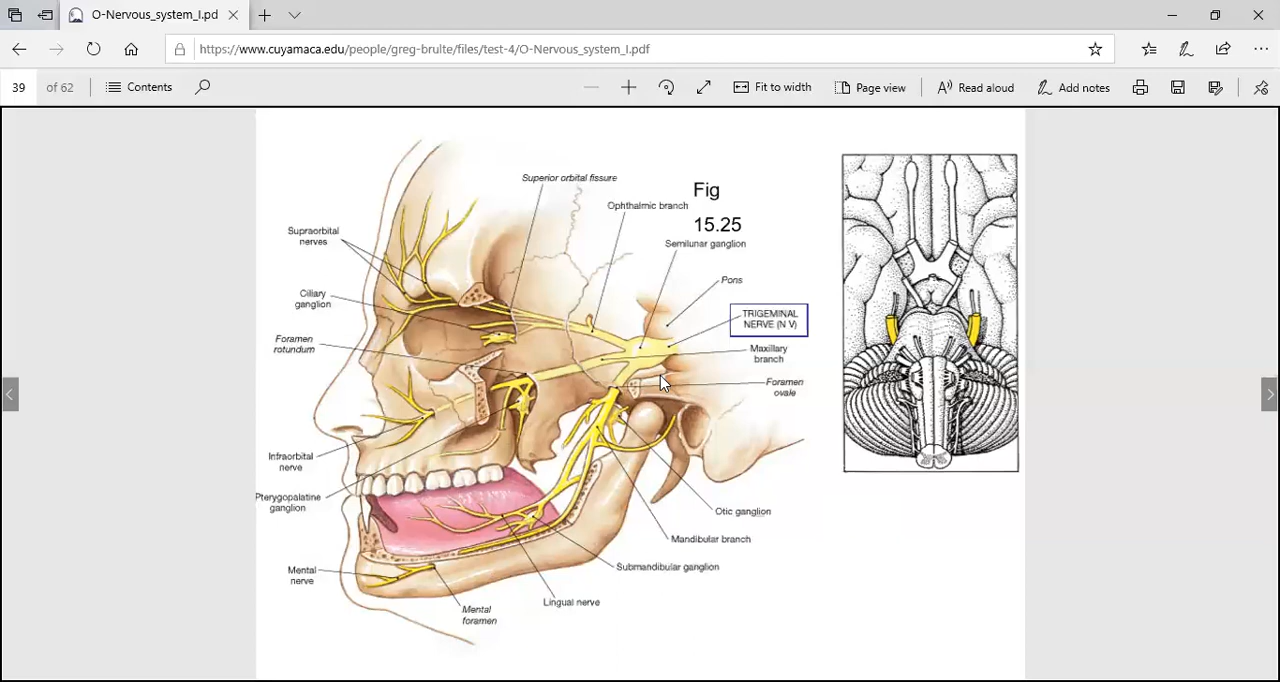 O-Nervous_system_I.pd
https://www.cuyamaca.edu/people/greg-brulte/files/test-4/O-Nervous_system_I.pdf
39 of 62 Contents Fit to width Page view Read aloud Add notes
Superior orbital fissure
Fig
Ophthalmic branch
15.25
Supraorbital
nerves
Semilunar ganglion
Pons
Ciliary
ganglion
TRIGEMINAL
NERVE (N V)
Foramen
rotundum
Maxillary
branch
Foramen
ovale
Infraorbital
nerve
Pterygopalatine
ganglion
Otic ganglion
Mandibular branch
Submandibular ganglion
Mental
nerve
Lingual nerve
Mental
foramen